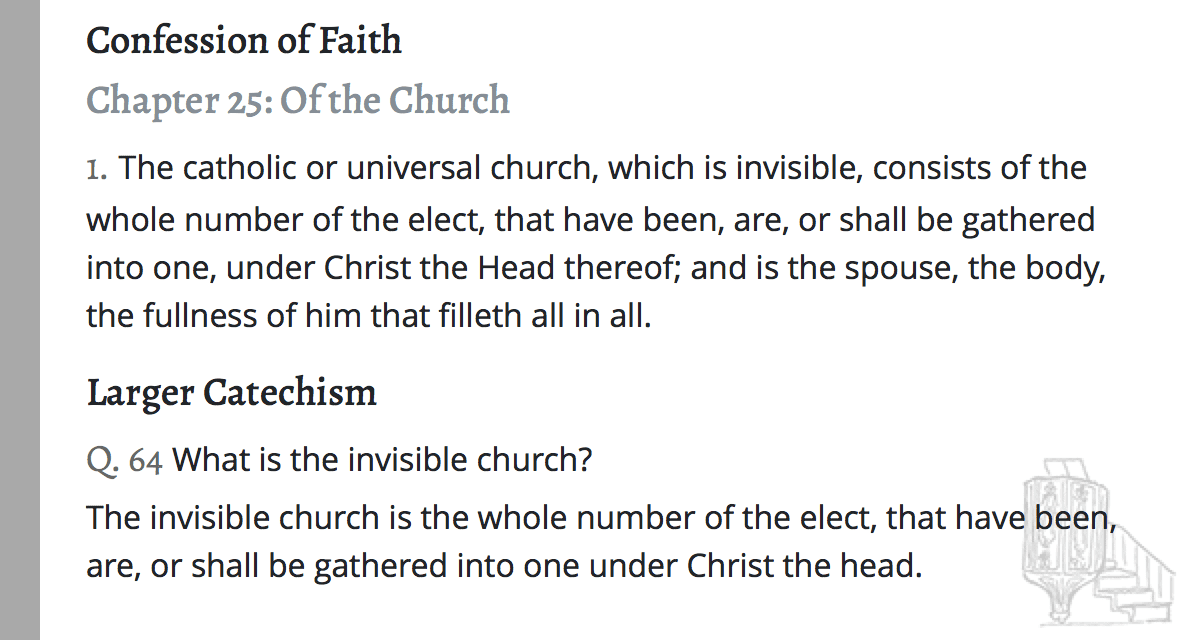 Confession of Faith
Chapter 25: Of the Church
1. The catholic or universal church, which is invisible, consists of the
whole number of the elect, that have been, are, or shall be gathered
into one, under Christ the Head thereof; and is the spouse, the body,
the fullness of him that filleth all in all.
Larger Catechism
Q. 64 What is the invisible church?
The invisible church is the whole number of the elect, that have been,
are, or shall be gathered into one under Christ the head.